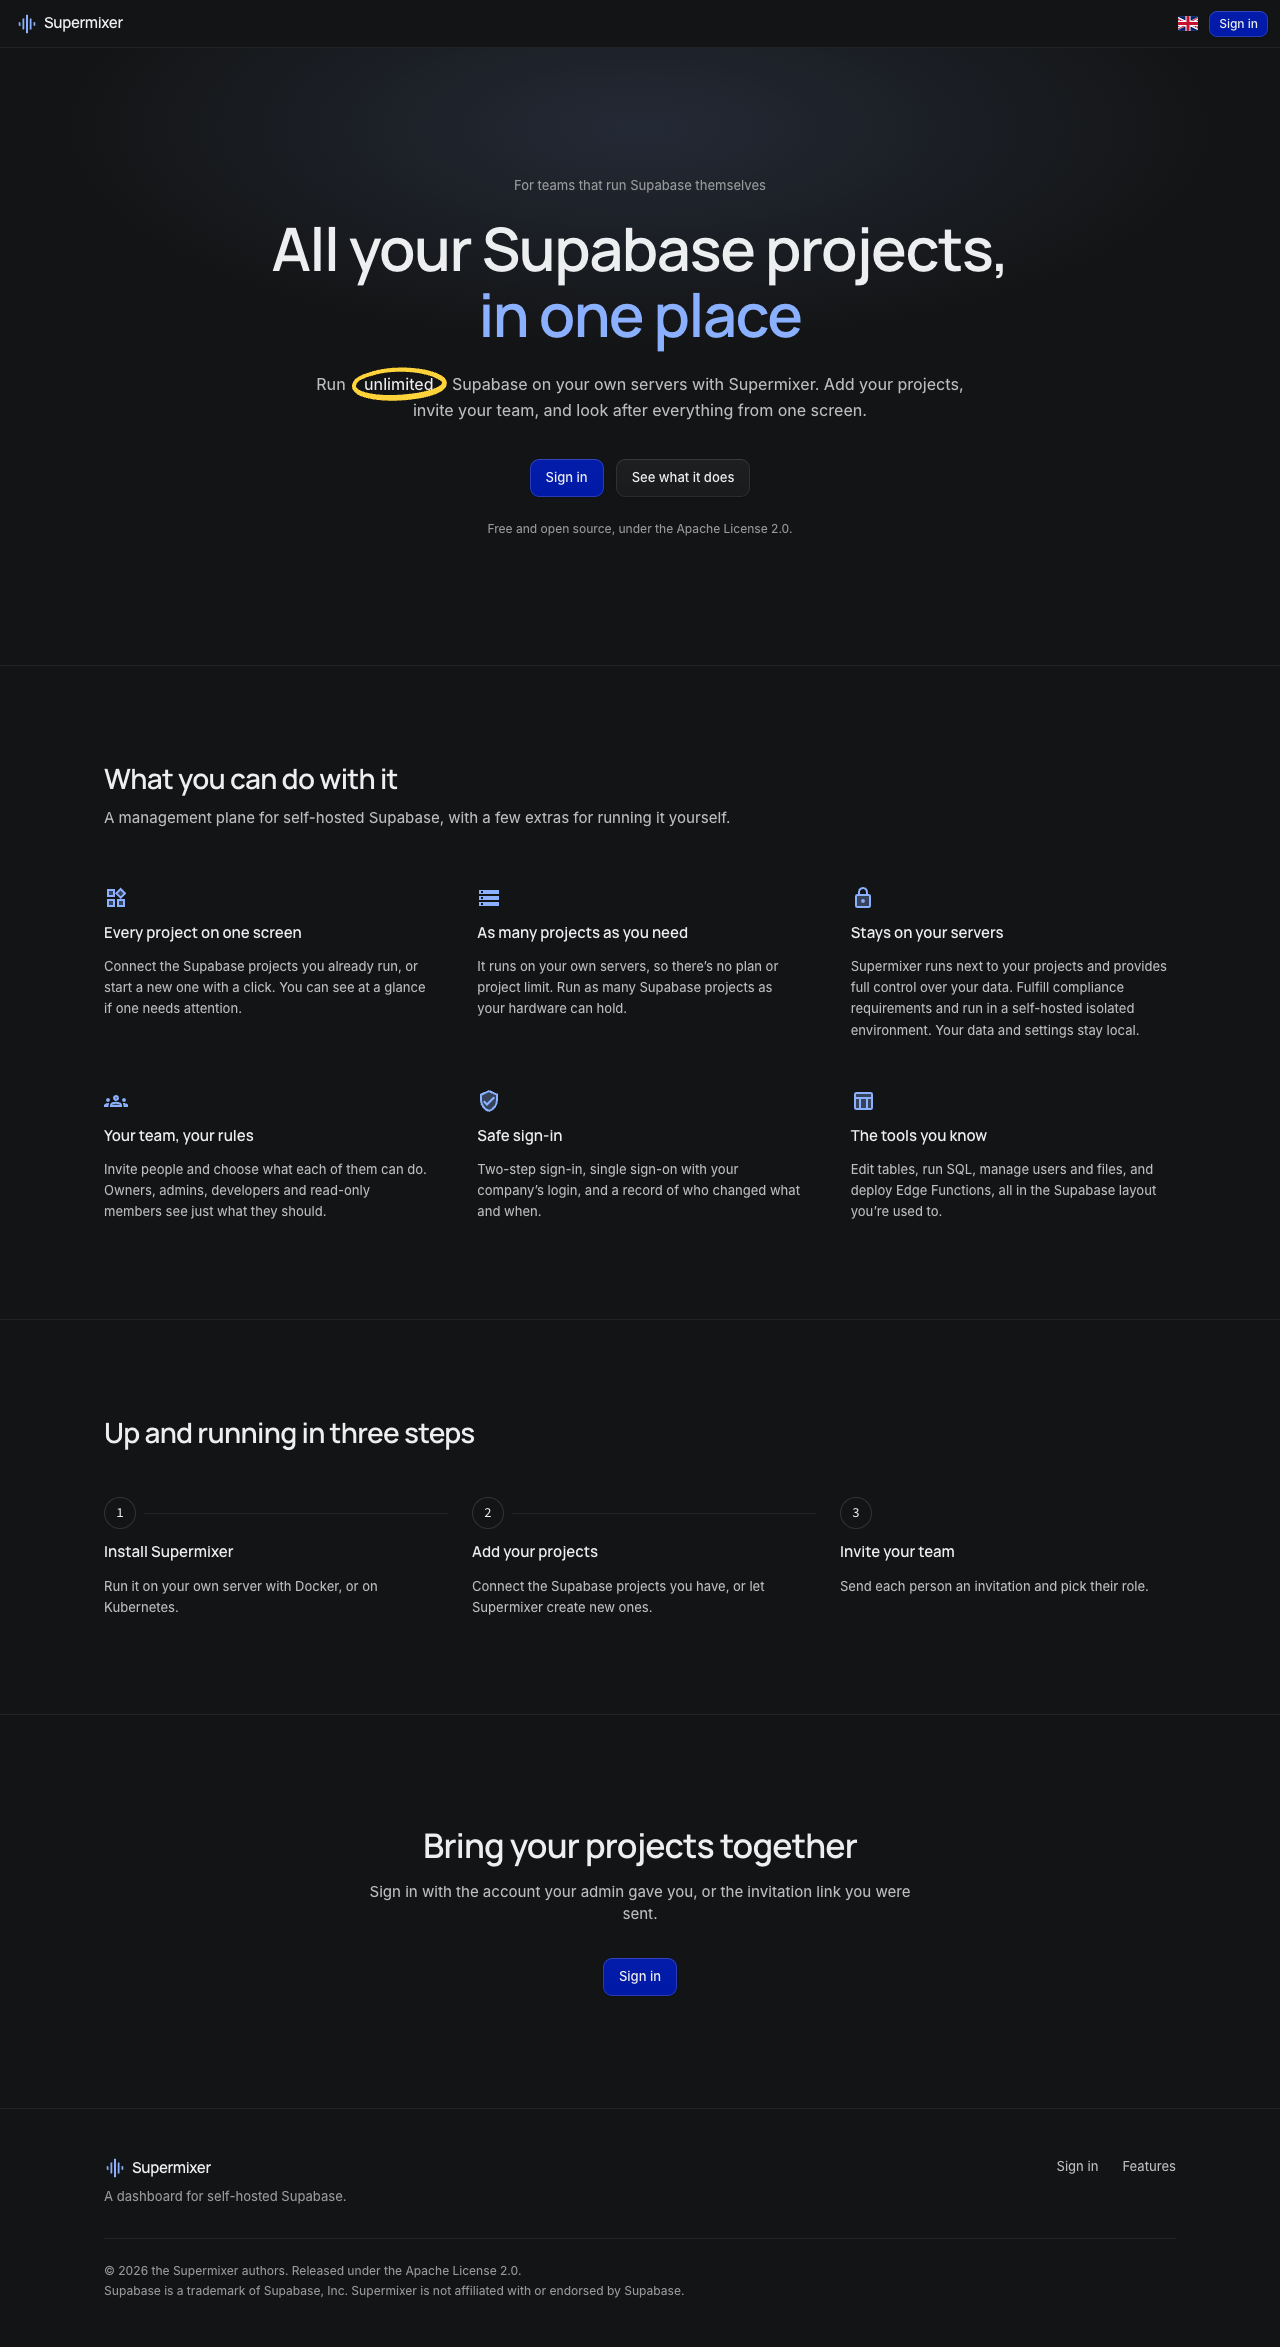 Supermixer
Sign in
For teams that run Supabase themselves
All your Supabase projects,
in one place
Run unlimited Supabase on your own servers with Supermixer. Add your projects,
invite your team, and look after everything from one screen.
Sign in
See what it does
Free and open source, under the Apache License 2.0.
What you can do with it
A management plane for self-hosted Supabase, with a few extras for running it yourself.
Every project on one screen
Connect the Supabase projects you already run, or
start a new one with a click. You can see at a glance
if one needs attention.
As many projects as you need
It runs on your own servers, so there’s no plan or
project limit. Run as many Supabase projects as
your hardware can hold.
Stays on your servers
Supermixer runs next to your projects and provides
full control over your data. Fulfill compliance
requirements and run in a self-hosted isolated
environment. Your data and settings stay local.
Your team, your rules
Invite people and choose what each of them can do.
Owners, admins, developers and read-only
members see just what they should.
Safe sign-in
Two-step sign-in, single sign-on with your
company’s login, and a record of who changed what
and when.
The tools you know
Edit tables, run SQL, manage users and files, and
deploy Edge Functions, all in the Supabase layout
you’re used to.
Up and running in three steps
1
Install Supermixer
Run it on your own server with Docker, or on
Kubernetes.
2
Add your projects
Connect the Supabase projects you have, or let
Supermixer create new ones.
3
Invite your team
Send each person an invitation and pick their role.
Bring your projects together
Sign in with the account your admin gave you, or the invitation link you were
sent.
Sign in
Supermixer
A dashboard for self-hosted Supabase.
Sign in
Features
© 2026 the Supermixer authors. Released under the Apache License 2.0.
Supabase is a trademark of Supabase, Inc. Supermixer is not affiliated with or endorsed by Supabase.